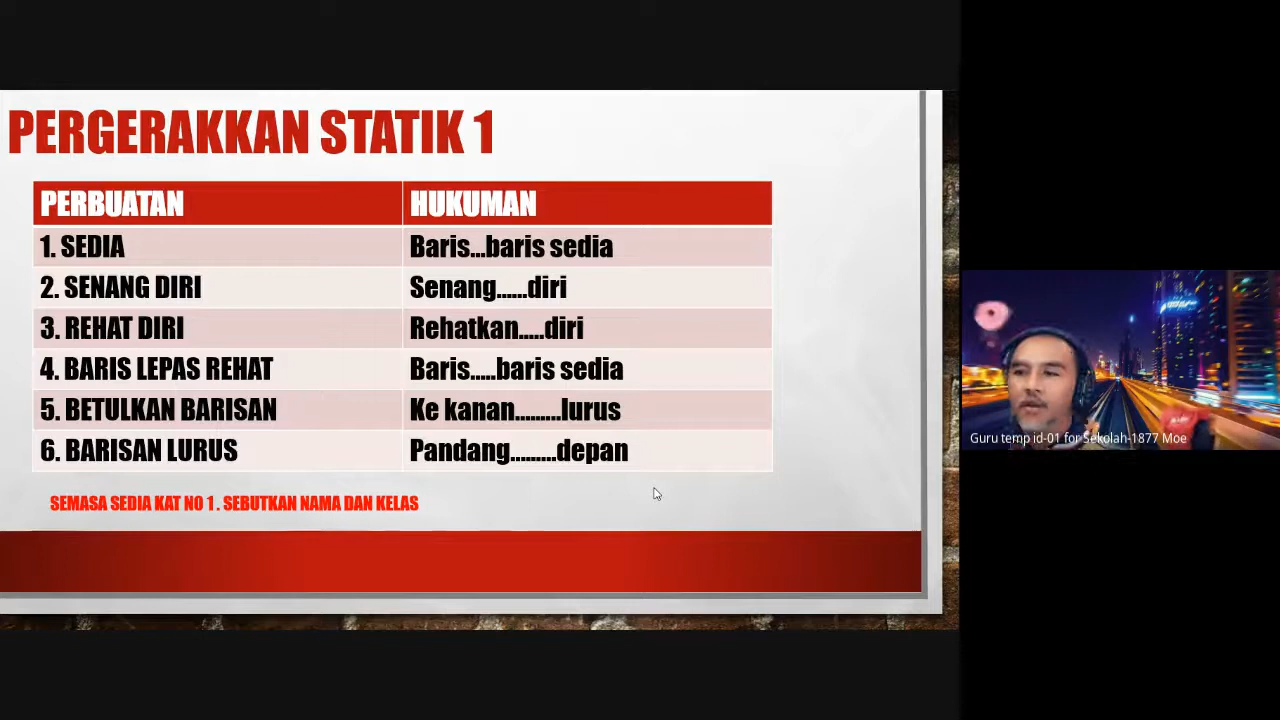 PERGERAKKAN STATIK 1
PERBUATAN HUKUMAN
1. SEDIA Baris...baris sedia
2. SENANG DIRI Senang......diri
3. REHAT DIRI Rehatkan.....diri
4. BARIS LEPAS REHAT Baris.....baris sedia
5. BETULKAN BARISAN Ke kanan.........lurus
6. BARISAN LURUS Pandang.........depan
SEMASA SEDIA KAT NO 1 . SEBUTKAN NAMA DAN KELAS
Guru temp id-01 for Sekolah-1877 Moe